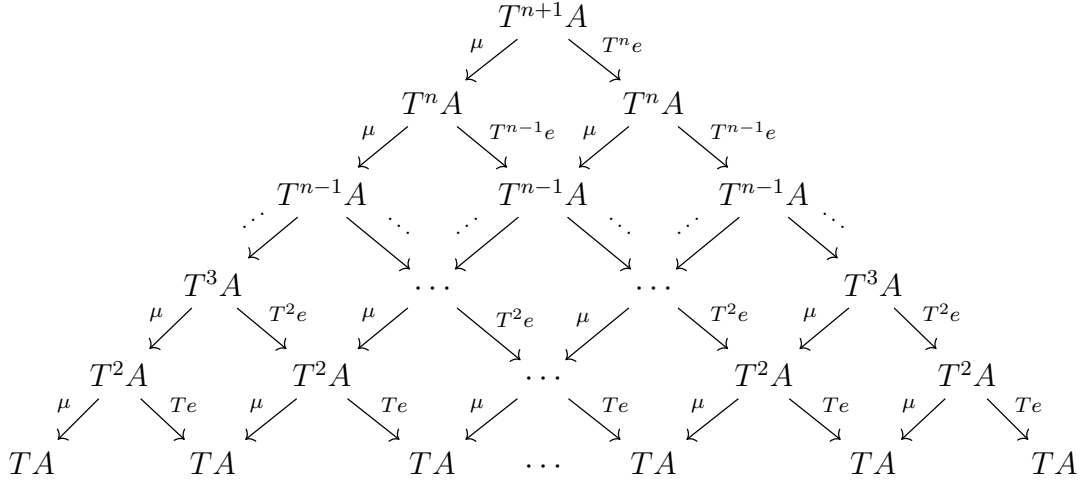 T^{n+1}A
μ T^n e
T^n A T^n A
μ T^{n-1}e μ T^{n-1}e
T^{n-1}A T^{n-1}A T^{n-1}A
⋰ ⋱ ⋰ ⋱ ⋰ ⋱
T^3A ⋯ ⋯ T^3A
μ T^2e μ T^2e μ T^2e μ T^2e
T^2A T^2A ⋯ T^2A T^2A
μ Te μ Te μ Te μ Te μ Te
TA TA TA ⋯ TA TA TA